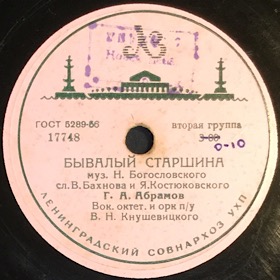 ГОСТ 5289-56
вторая группа
17748
3-00
0-10
БЫВАЛЫЙ СТАРШИНА
муз. Н. Богословского
сл. В. Бахнова и Я. Костюковского
Г. А. Абрамов
Вок. октет. и орк п/у
В. Н. Кнушевицкого
ЛЕНИНГРАДСКИЙ СОВНАРХОЗ УХП